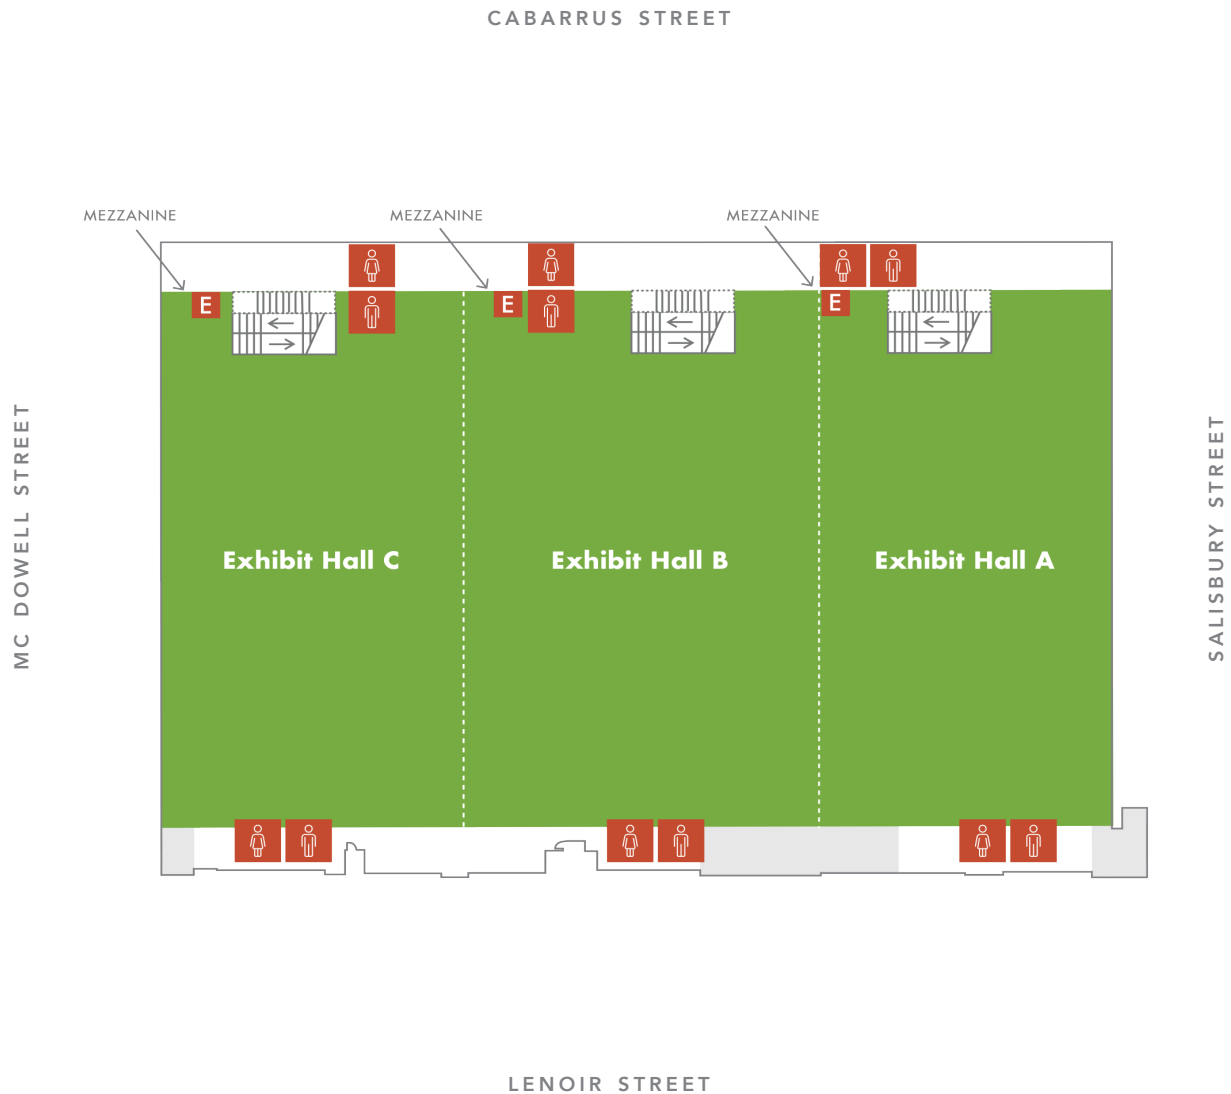 CABARRUS STREET
MEZZANINE
MEZZANINE
MEZZANINE
E
E
E
MC DOWELL STREET
SALISBURY STREET
Exhibit Hall C
Exhibit Hall B
Exhibit Hall A
LENOIR STREET